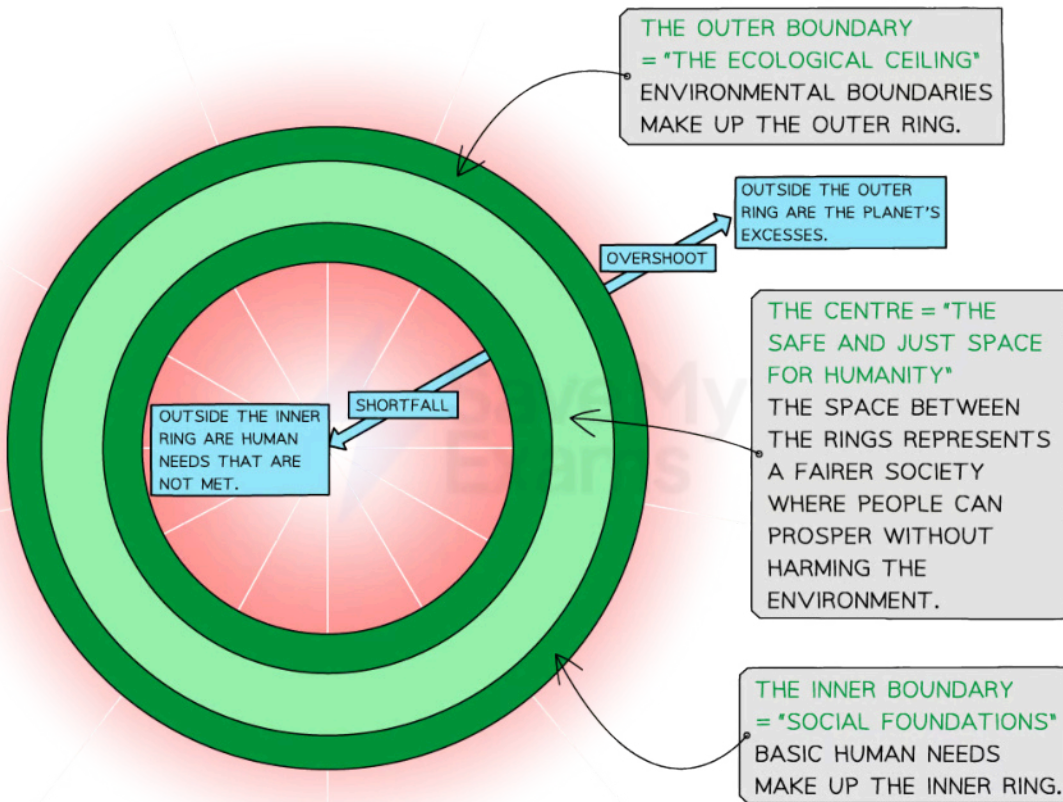 THE OUTER BOUNDARY
= "THE ECOLOGICAL CEILING"
ENVIRONMENTAL BOUNDARIES
MAKE UP THE OUTER RING.
OUTSIDE THE OUTER
RING ARE THE PLANET'S
EXCESSES.
OVERSHOOT
THE CENTRE = "THE
SAFE AND JUST SPACE
FOR HUMANITY"
THE SPACE BETWEEN
THE RINGS REPRESENTS
A FAIRER SOCIETY
WHERE PEOPLE CAN
PROSPER WITHOUT
HARMING THE
ENVIRONMENT.
SHORTFALL
OUTSIDE THE INNER
RING ARE HUMAN
NEEDS THAT ARE
NOT MET.
SaveMy
Exams
THE INNER BOUNDARY
= "SOCIAL FOUNDATIONS"
BASIC HUMAN NEEDS
MAKE UP THE INNER RING.